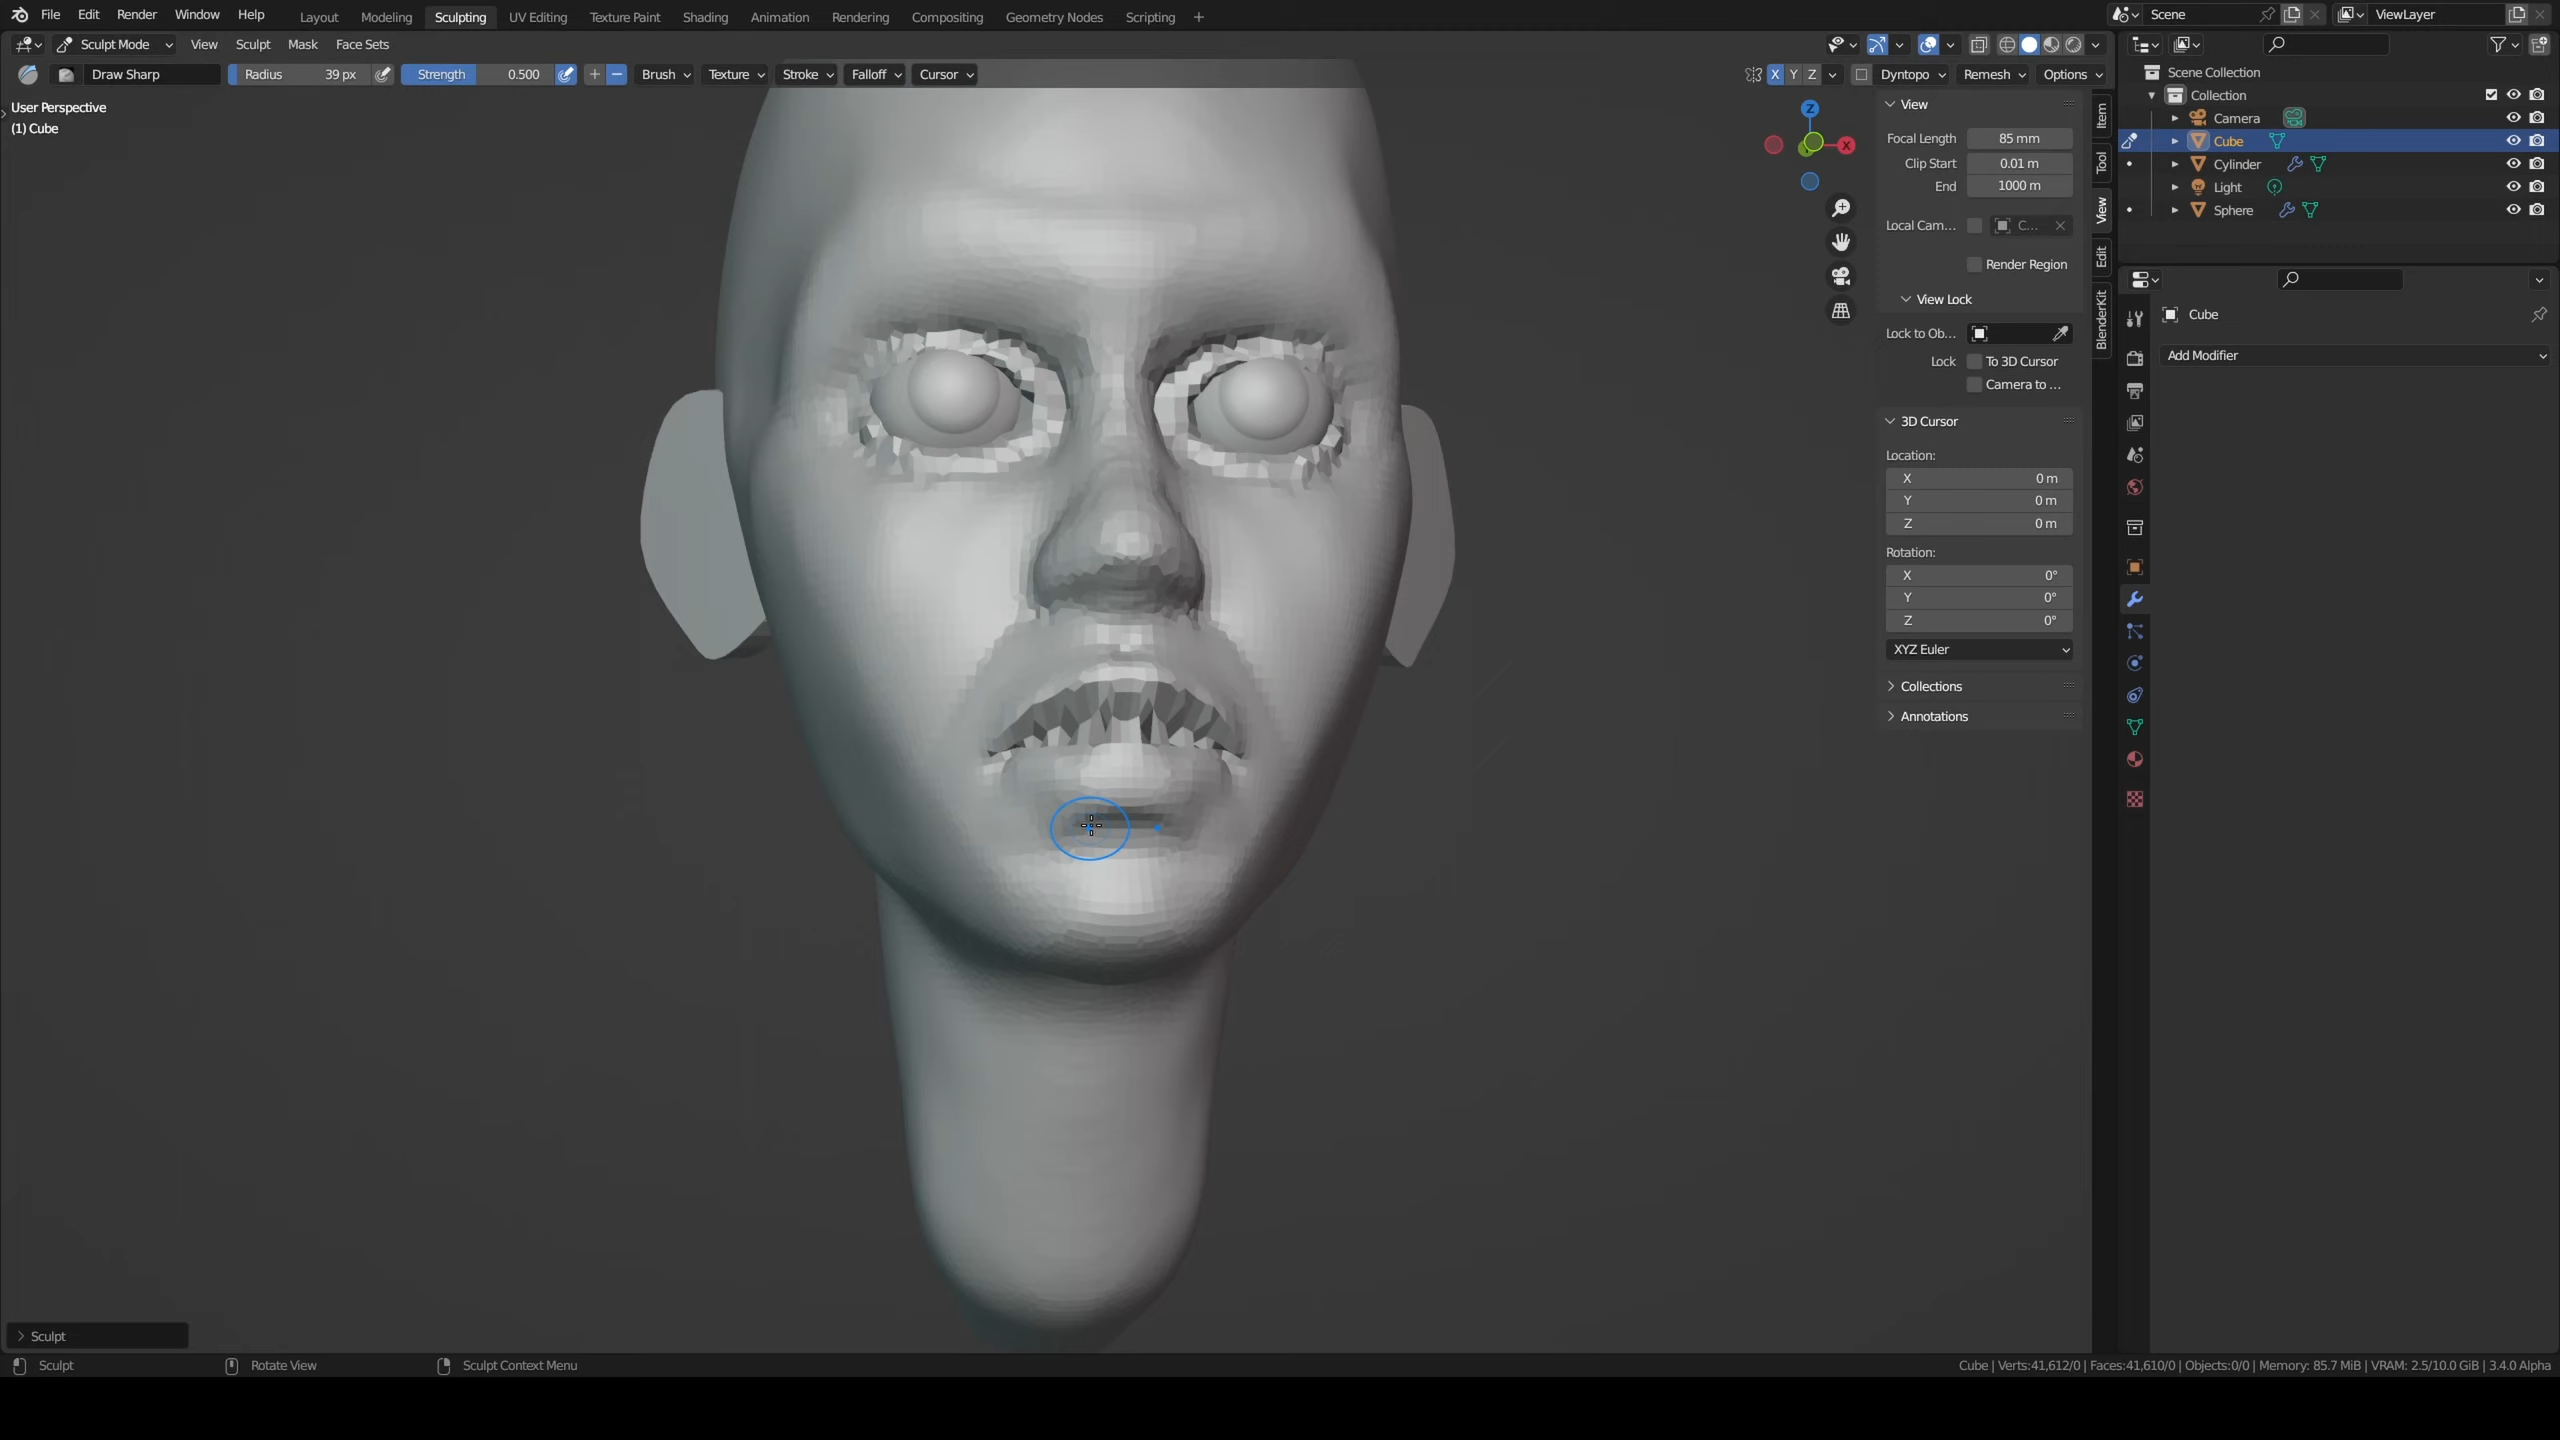 File Edit Render Window Help Layout Modeling Sculpting UV Editing Texture Paint Shading Animation Rendering Compositing Geometry Nodes Scripting + Scene ViewLayer
Sculpt Mode View Sculpt Mask Face Sets
Draw Sharp Radius 39 px Strength 0.500 Brush Texture Stroke Falloff Cursor X Y Z Dyntopo Remesh Options
User Perspective
(1) Cube
Z
X
View
Focal Length 85 mm
Clip Start 0.01 m
End 1000 m
Local Cam... C...
Render Region
View Lock
Lock to Ob...
Lock To 3D Cursor
Camera to ...
3D Cursor
Location:
X 0 m
Y 0 m
Z 0 m
Rotation:
X 0°
Y 0°
Z 0°
XYZ Euler
Collections
Annotations
Item
Tool
View
Edit
BlenderKit
Scene Collection
Collection
Camera
Cube
Cylinder
Light
Sphere
Cube
Add Modifier
Sculpt
Sculpt Rotate View Sculpt Context Menu Cube | Verts:41,612/0 | Faces:41,610/0 | Objects:0/0 | Memory: 85.7 MiB | VRAM: 2.5/10.0 GiB | 3.4.0 Alpha